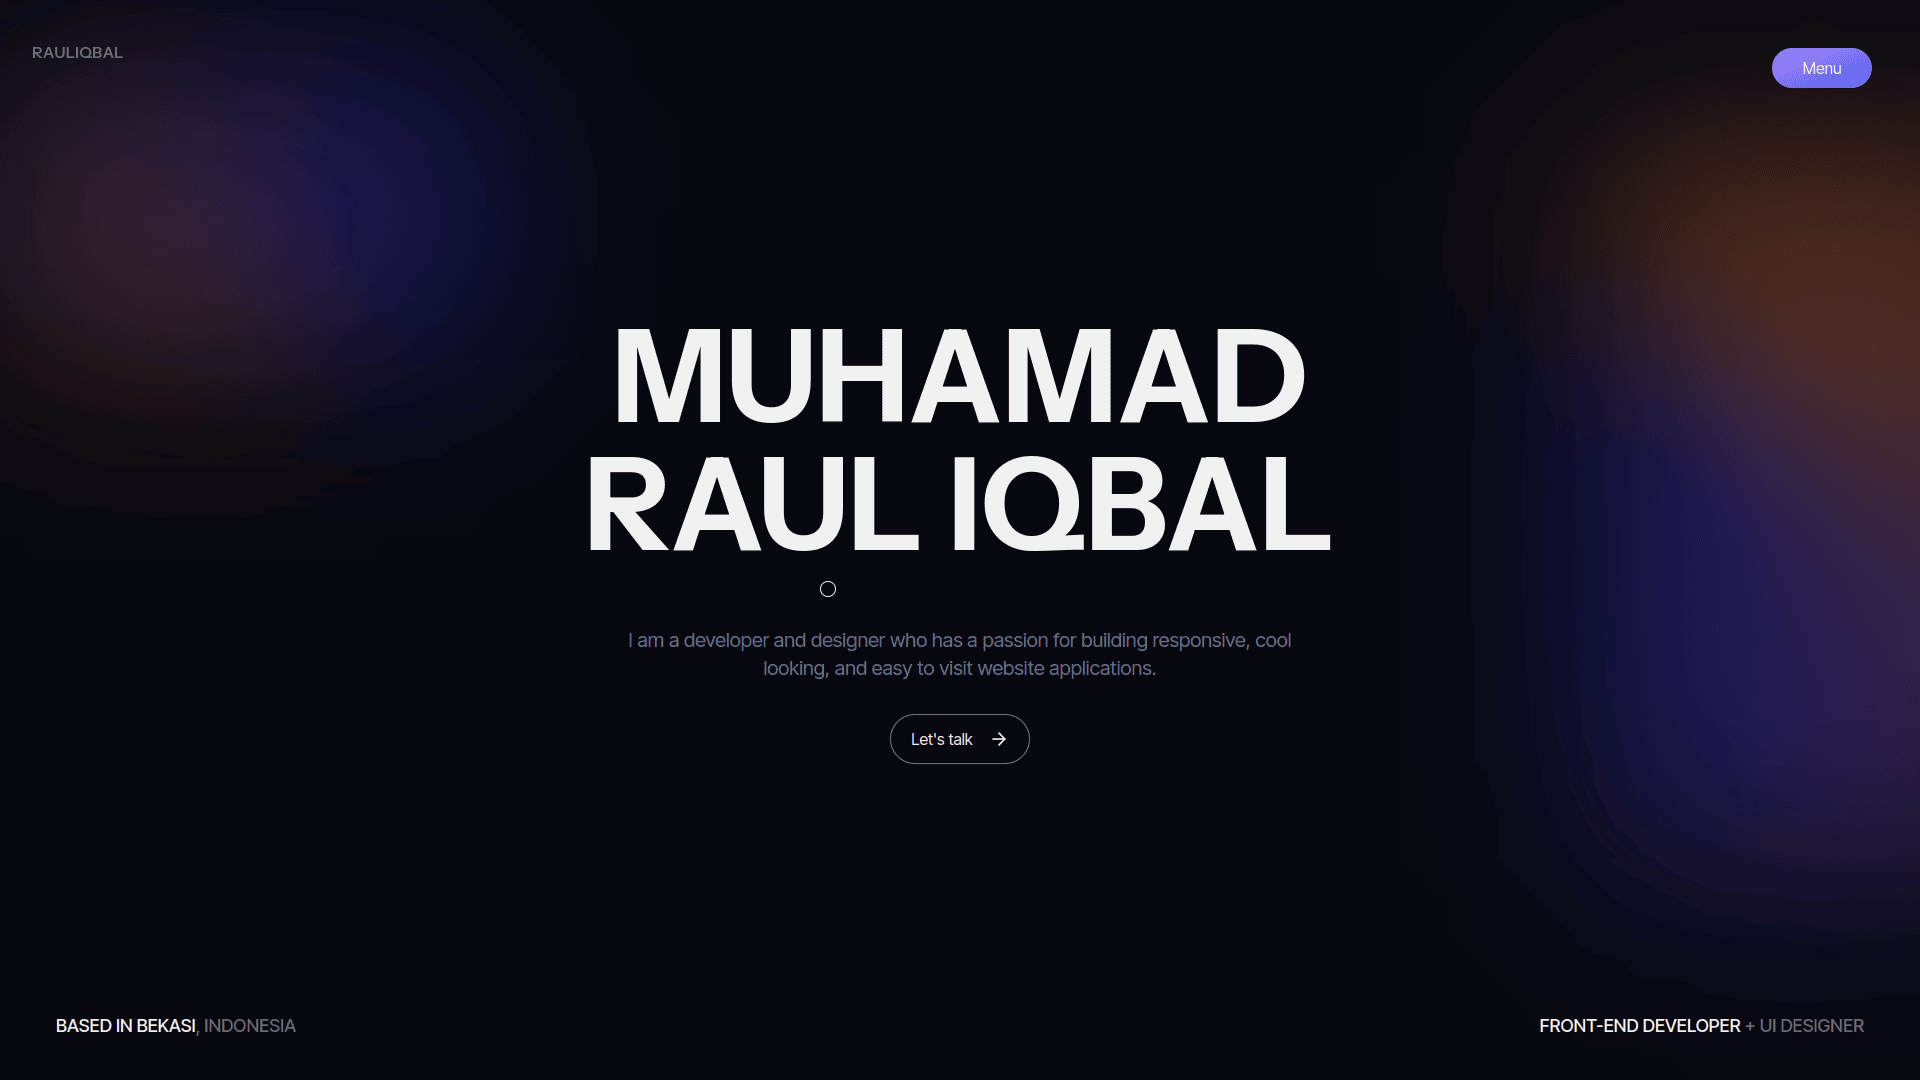 RAULIQBAL
Menu
MUHAMAD
RAUL IQBAL
I am a developer and designer who has a passion for building responsive, cool
looking, and easy to visit website applications.
Let's talk
BASED IN BEKASI, INDONESIA
FRONT-END DEVELOPER + UI DESIGNER